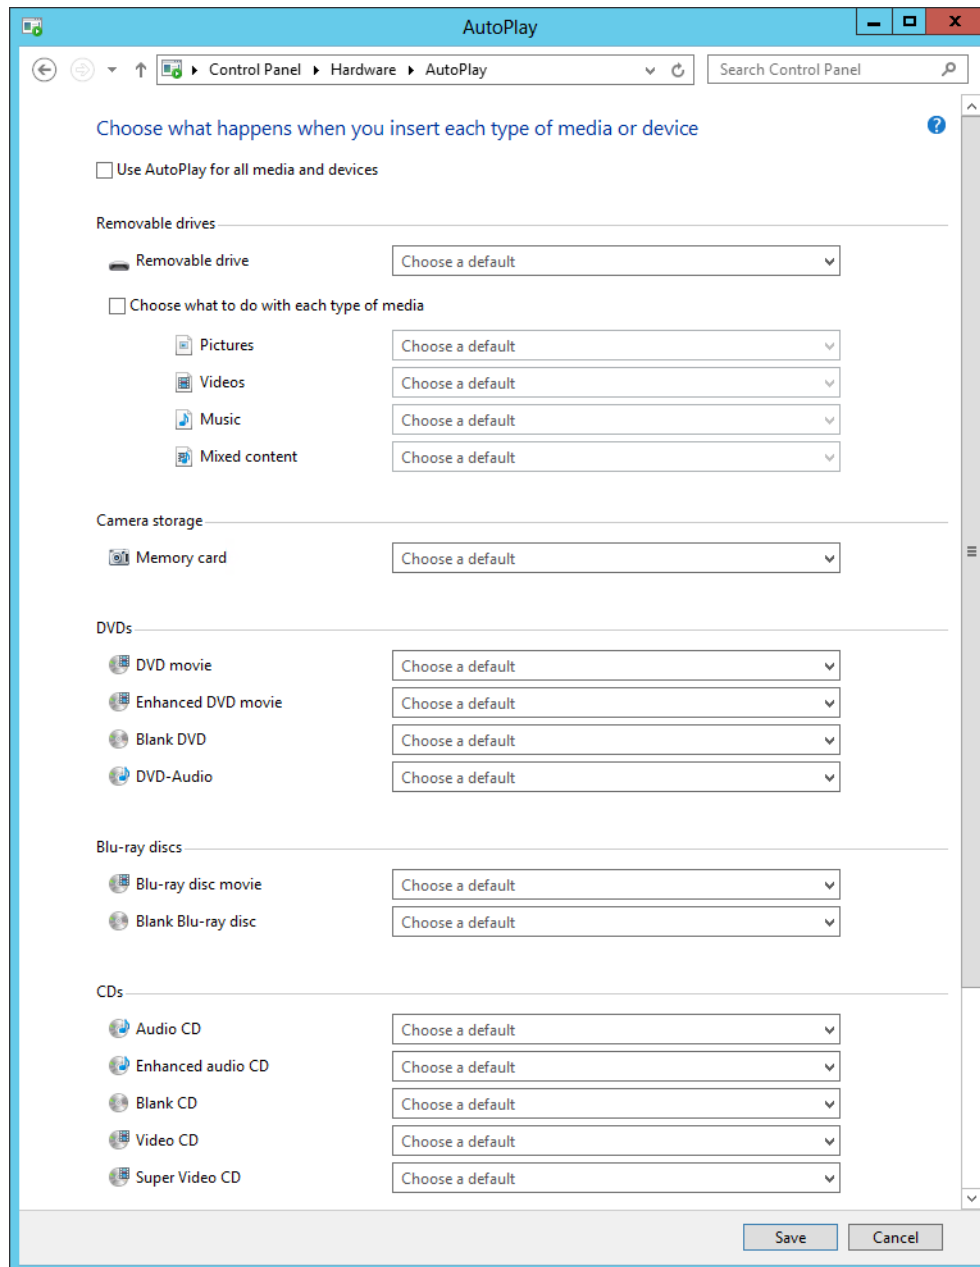 AutoPlay
Control Panel Hardware AutoPlay
Search Control Panel
Choose what happens when you insert each type of media or device
Use AutoPlay for all media and devices
Removable drives
Removable drive Choose a default
Choose what to do with each type of media
Pictures Choose a default
Videos Choose a default
Music Choose a default
Mixed content Choose a default
Camera storage
Memory card Choose a default
DVDs
DVD movie Choose a default
Enhanced DVD movie Choose a default
Blank DVD Choose a default
DVD-Audio Choose a default
Blu-ray discs
Blu-ray disc movie Choose a default
Blank Blu-ray disc Choose a default
CDs
Audio CD Choose a default
Enhanced audio CD Choose a default
Blank CD Choose a default
Video CD Choose a default
Super Video CD Choose a default
Save Cancel